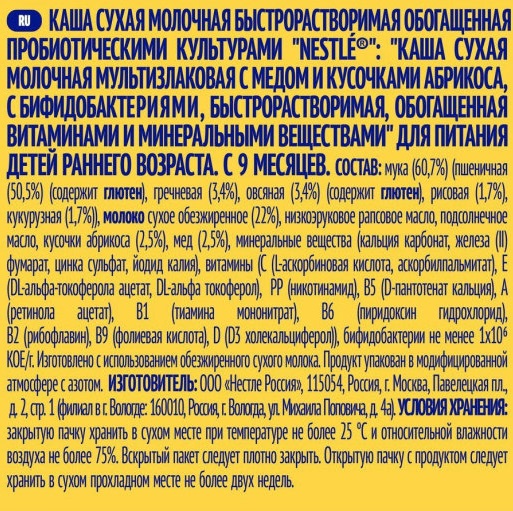 RU КАША СУХАЯ МОЛОЧНАЯ БЫСТРОРАСТВОРИМАЯ ОБОГАЩЕННАЯ
ПРОБИОТИЧЕСКИМИ КУЛЬТУРАМИ "NESTLÉ®": "КАША СУХАЯ
МОЛОЧНАЯ МУЛЬТИЗЛАКОВАЯ С МЕДОМ И КУСОЧКАМИ АБРИКОСА,
С БИФИДОБАКТЕРИЯМИ, БЫСТРОРАСТВОРИМАЯ, ОБОГАЩЕННАЯ
ВИТАМИНАМИ И МИНЕРАЛЬНЫМИ ВЕЩЕСТВАМИ" ДЛЯ ПИТАНИЯ
ДЕТЕЙ РАННЕГО ВОЗРАСТА. С 9 МЕСЯЦЕВ. СОСТАВ: мука (60,7%) (пшеничная
(50,5%) (содержит глютен), гречневая (3,4%), овсяная (3,4%) (содержит глютен), рисовая (1,7%),
кукурузная (1,7%)), молоко сухое обезжиренное (22%), низкоэруковое рапсовое масло, подсолнечное
масло, кусочки абрикоса (2,5%), мед (2,5%), минеральные вещества (кальция карбонат, железа (II)
фумарат, цинка сульфат, йодид калия), витамины (C (L-аскорбиновая кислота, аскорбилпальмитат), E
(DL-альфа-токоферола ацетат, DL-альфа токоферол), PP (никотинамид), B5 (D-пантотенат кальция), A
(ретинола ацетат), B1 (тиамина мононитрат), B6 (пиридоксин гидрохлорид),
B2 (рибофлавин), B9 (фолиевая кислота), D (D3 холекальциферол)), бифидобактерии не менее 1x10⁶
КОЕ/г. Изготовлено с использованием обезжиренного сухого молока. Продукт упакован в модифицированной
атмосфере с азотом. ИЗГОТОВИТЕЛЬ: ООО «Нестле Россия», 115054, Россия, г. Москва, Павелецкая пл.,
д. 2, стр. 1 (филиал в г. Вологде: 160010, Россия, г. Вологда, ул. Михаила Поповича, д. 4а). УСЛОВИЯ ХРАНЕНИЯ:
закрытую пачку хранить в сухом месте при температуре не более 25 °C и относительной влажности
воздуха не более 75%. Вскрытый пакет следует плотно закрыть. Открытую пачку с продуктом следует
хранить в сухом прохладном месте не более двух недель.